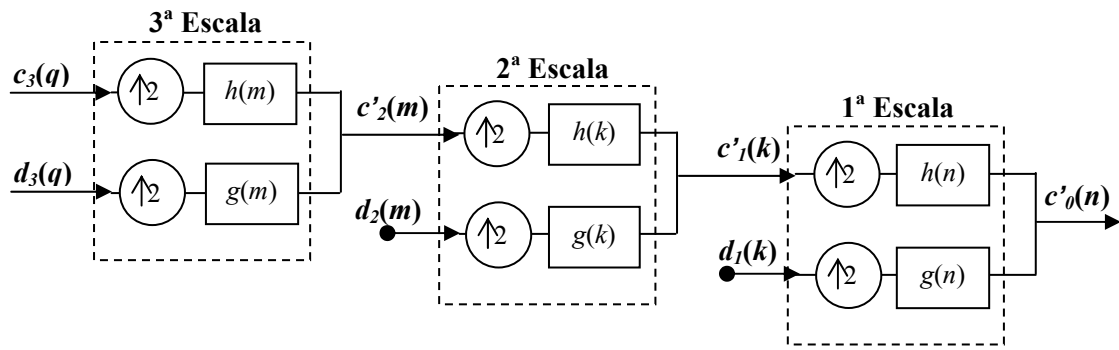 3ª Escala
c₃(q)
↑2
h(m)
d₃(q)
↑2
g(m)
2ª Escala
c'₂(m)
↑2
h(k)
d₂(m)
↑2
g(k)
1ª Escala
c'₁(k)
↑2
h(n)
d₁(k)
↑2
g(n)
c'₀(n)